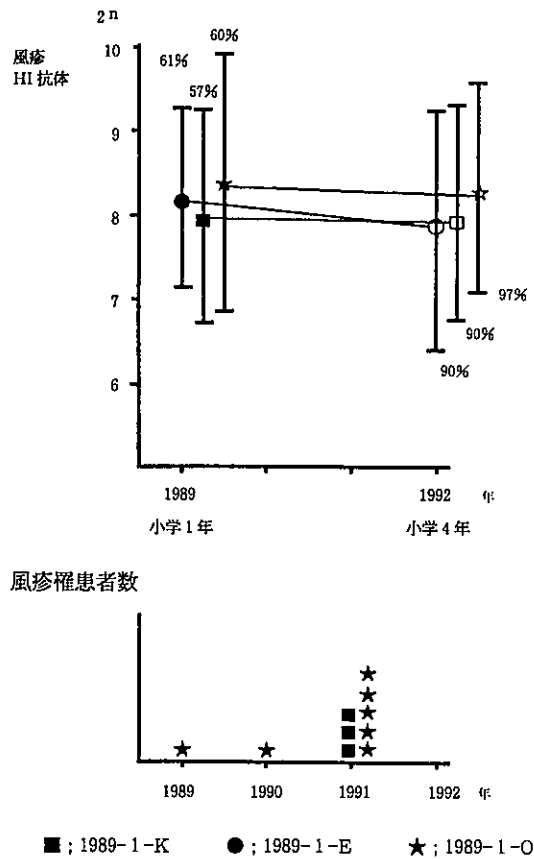 2n
風疹
HI 抗体
10
9
8
7
6
61%
57%
60%
97%
90%
90%
1989
1992
年
小学1年
小学4年
風疹罹患者数
1989
1990
1991
1992
年
■ ; 1989-1-K
● ; 1989-1-E
★ ; 1989-1-O